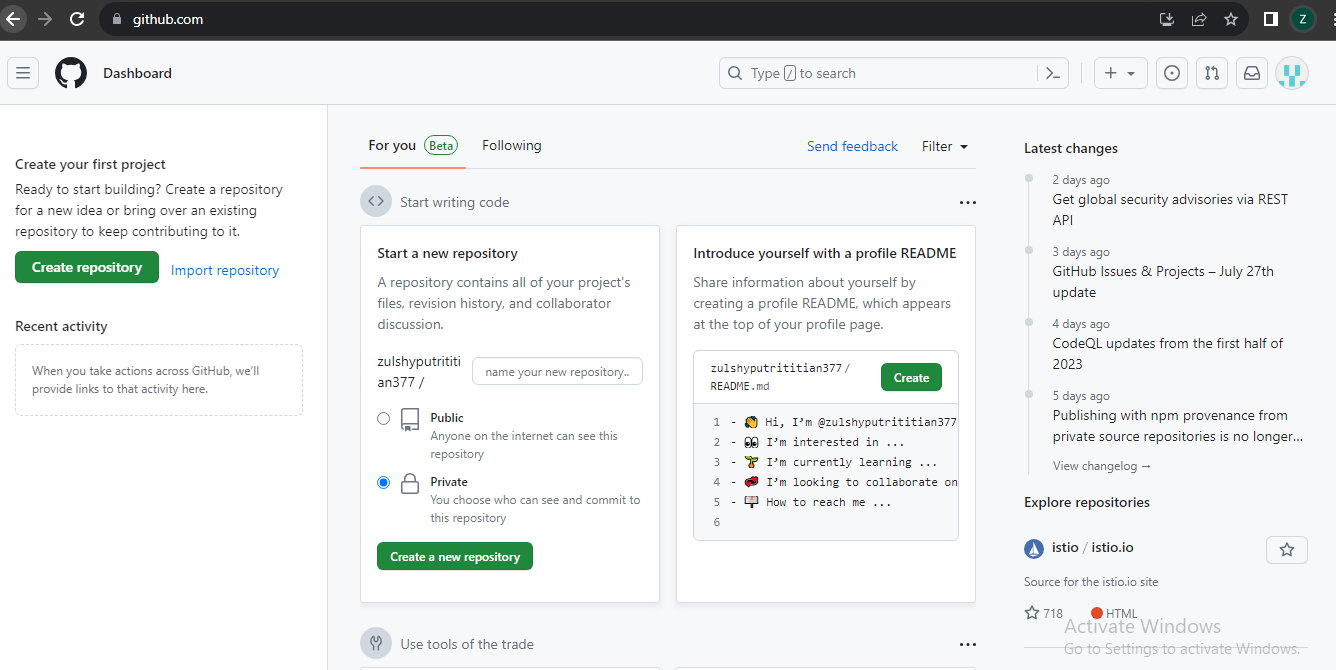 github.com
Z
Dashboard
Type / to search
Create your first project
Ready to start building? Create a repository
for a new idea or bring over an existing
repository to keep contributing to it.
Create repository
Import repository
Recent activity
When you take actions across GitHub, we'll
provide links to that activity here.
For you Beta
Following
Send feedback
Filter
Start writing code
Start a new repository
A repository contains all of your project's
files, revision history, and collaborator
discussion.
zulshyputrititi
an377 /
name your new repository..
Public
Anyone on the internet can see this
repository
Private
You choose who can see and commit to
this repository
Create a new repository
Introduce yourself with a profile README
Share information about yourself by
creating a profile README, which appears
at the top of your profile page.
zulshyputrititian377 /
README.md
Create
1 - 👋 Hi, I’m @zulshyputrititian377
2 - 👀 I’m interested in ...
3 - 🌱 I’m currently learning ...
4 - 💞️ I’m looking to collaborate on
5 - 📫 How to reach me ...
6
Use tools of the trade
Latest changes
2 days ago
Get global security advisories via REST
API
3 days ago
GitHub Issues & Projects – July 27th
update
4 days ago
CodeQL updates from the first half of
2023
5 days ago
Publishing with npm provenance from
private source repositories is no longer...
View changelog →
Explore repositories
istio / istio.io
Source for the istio.io site
718
HTML
Activate Windows
Go to Settings to activate Windows.